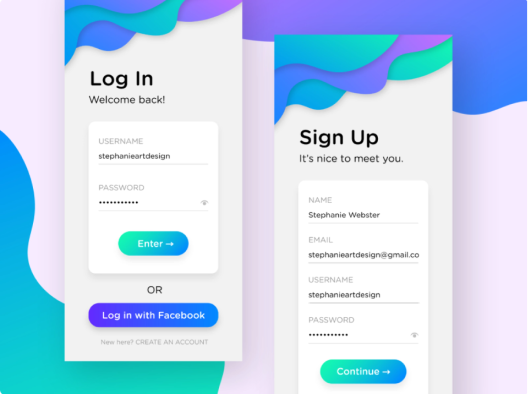 Log In
Welcome back!
USERNAME
stephanieartdesign
PASSWORD
•••••••••••
Enter →
OR
Log in with Facebook
New here? CREATE AN ACCOUNT
Sign Up
It's nice to meet you.
NAME
Stephanie Webster
EMAIL
stephanieartdesign@gmail.co
USERNAME
stephanieartdesign
PASSWORD
•••••••••••
Continue →